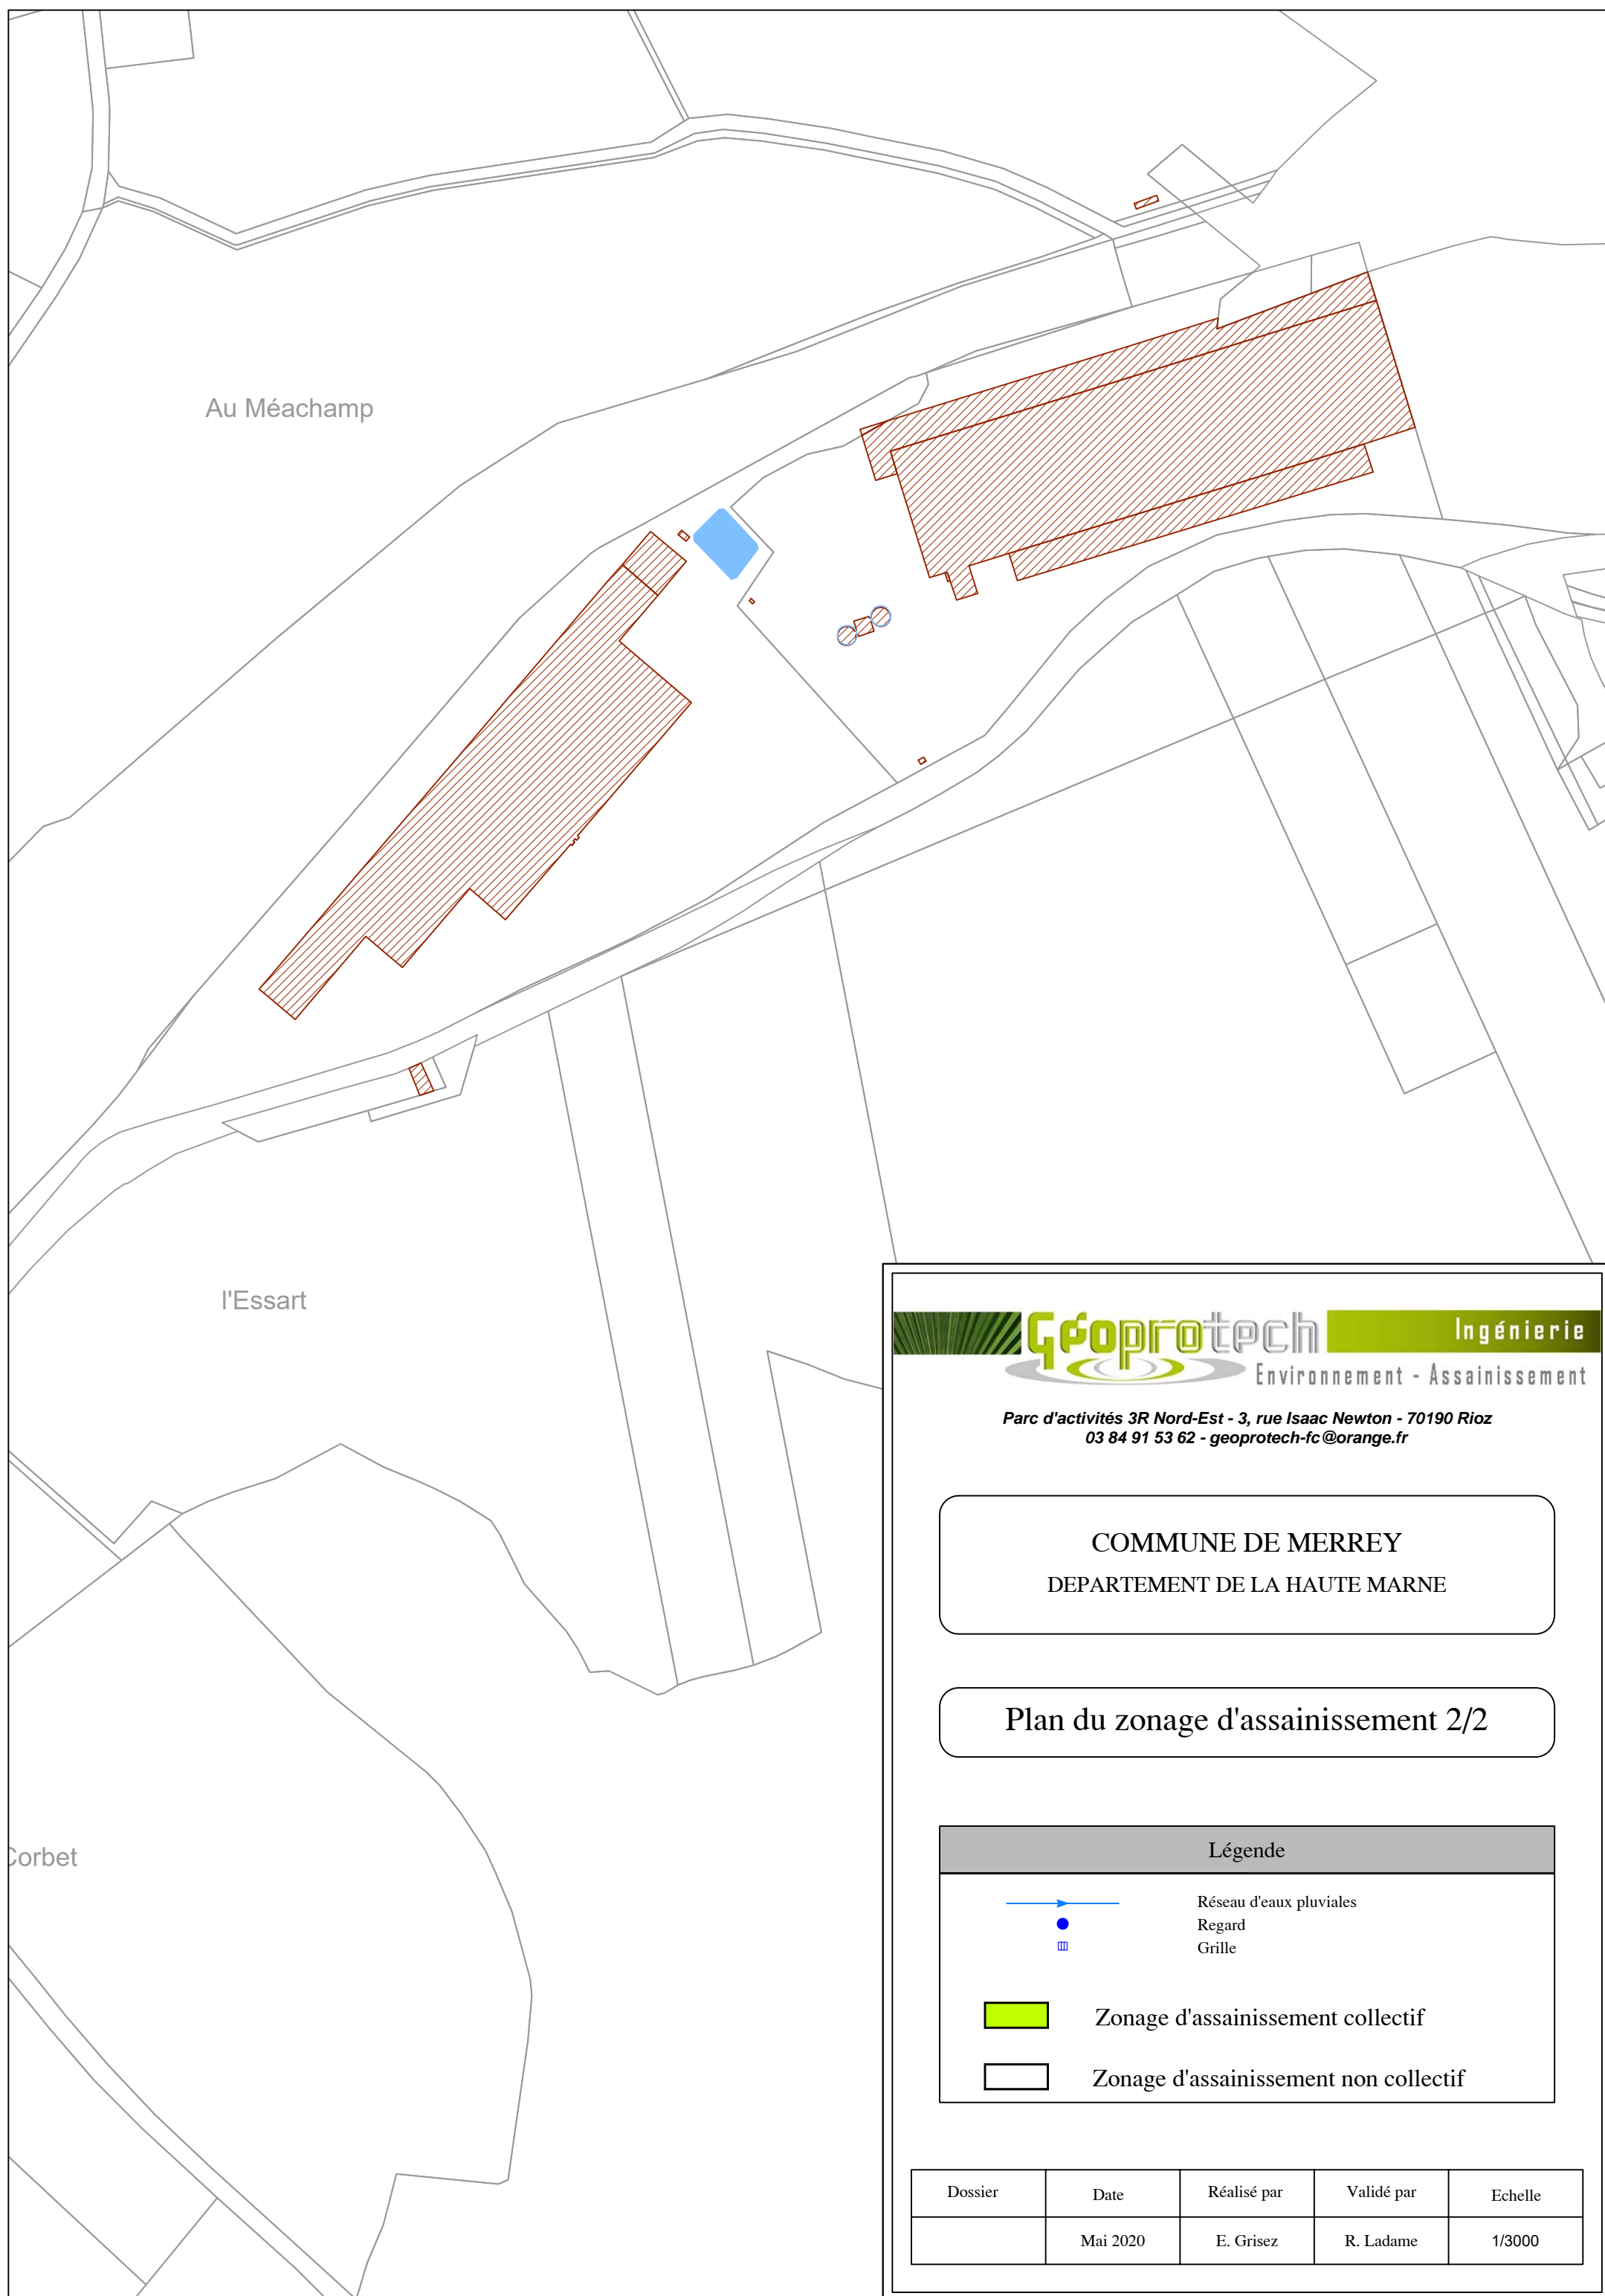 Au Méachamp
l'Essart
Corbet
Géoprotech Ingénierie
Environnement - Assainissement
Parc d'activités 3R Nord-Est - 3, rue Isaac Newton - 70190 Rioz
03 84 91 53 62 - geoprotech-fc@orange.fr
COMMUNE DE MERREY
DEPARTEMENT DE LA HAUTE MARNE
Plan du zonage d'assainissement 2/2
Légende
Réseau d'eaux pluviales
Regard
Grille
Zonage d'assainissement collectif
Zonage d'assainissement non collectif
Dossier Date Réalisé par Validé par Echelle
Mai 2020 E. Grisez R. Ladame 1/3000